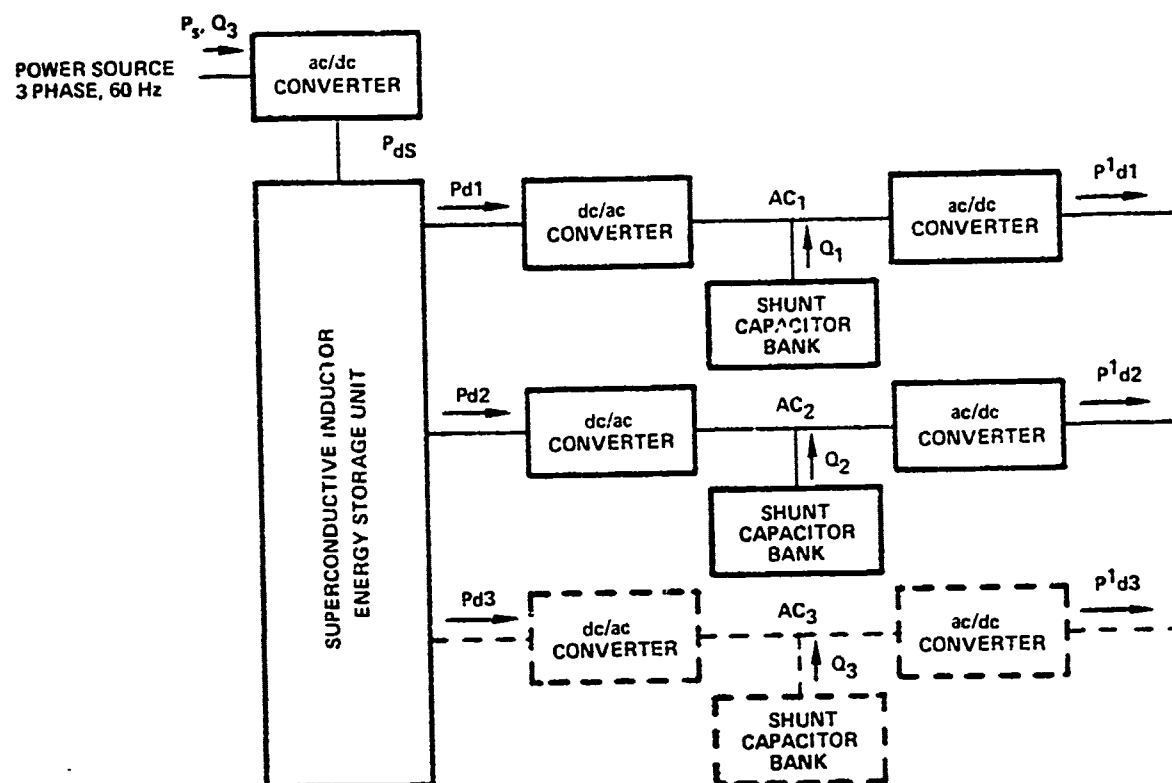 Ps, Q3
POWER SOURCE
3 PHASE, 60 Hz
ac/dc
CONVERTER
PdS
SUPERCONDUCTIVE INDUCTOR
ENERGY STORAGE UNIT
Pd1
dc/ac
CONVERTER
AC1
Q1
SHUNT
CAPACITOR
BANK
ac/dc
CONVERTER
P¹d1
Pd2
dc/ac
CONVERTER
AC2
Q2
SHUNT
CAPACITOR
BANK
ac/dc
CONVERTER
P¹d2
Pd3
dc/ac
CONVERTER
AC3
Q3
SHUNT
CAPACITOR
BANK
ac/dc
CONVERTER
P¹d3